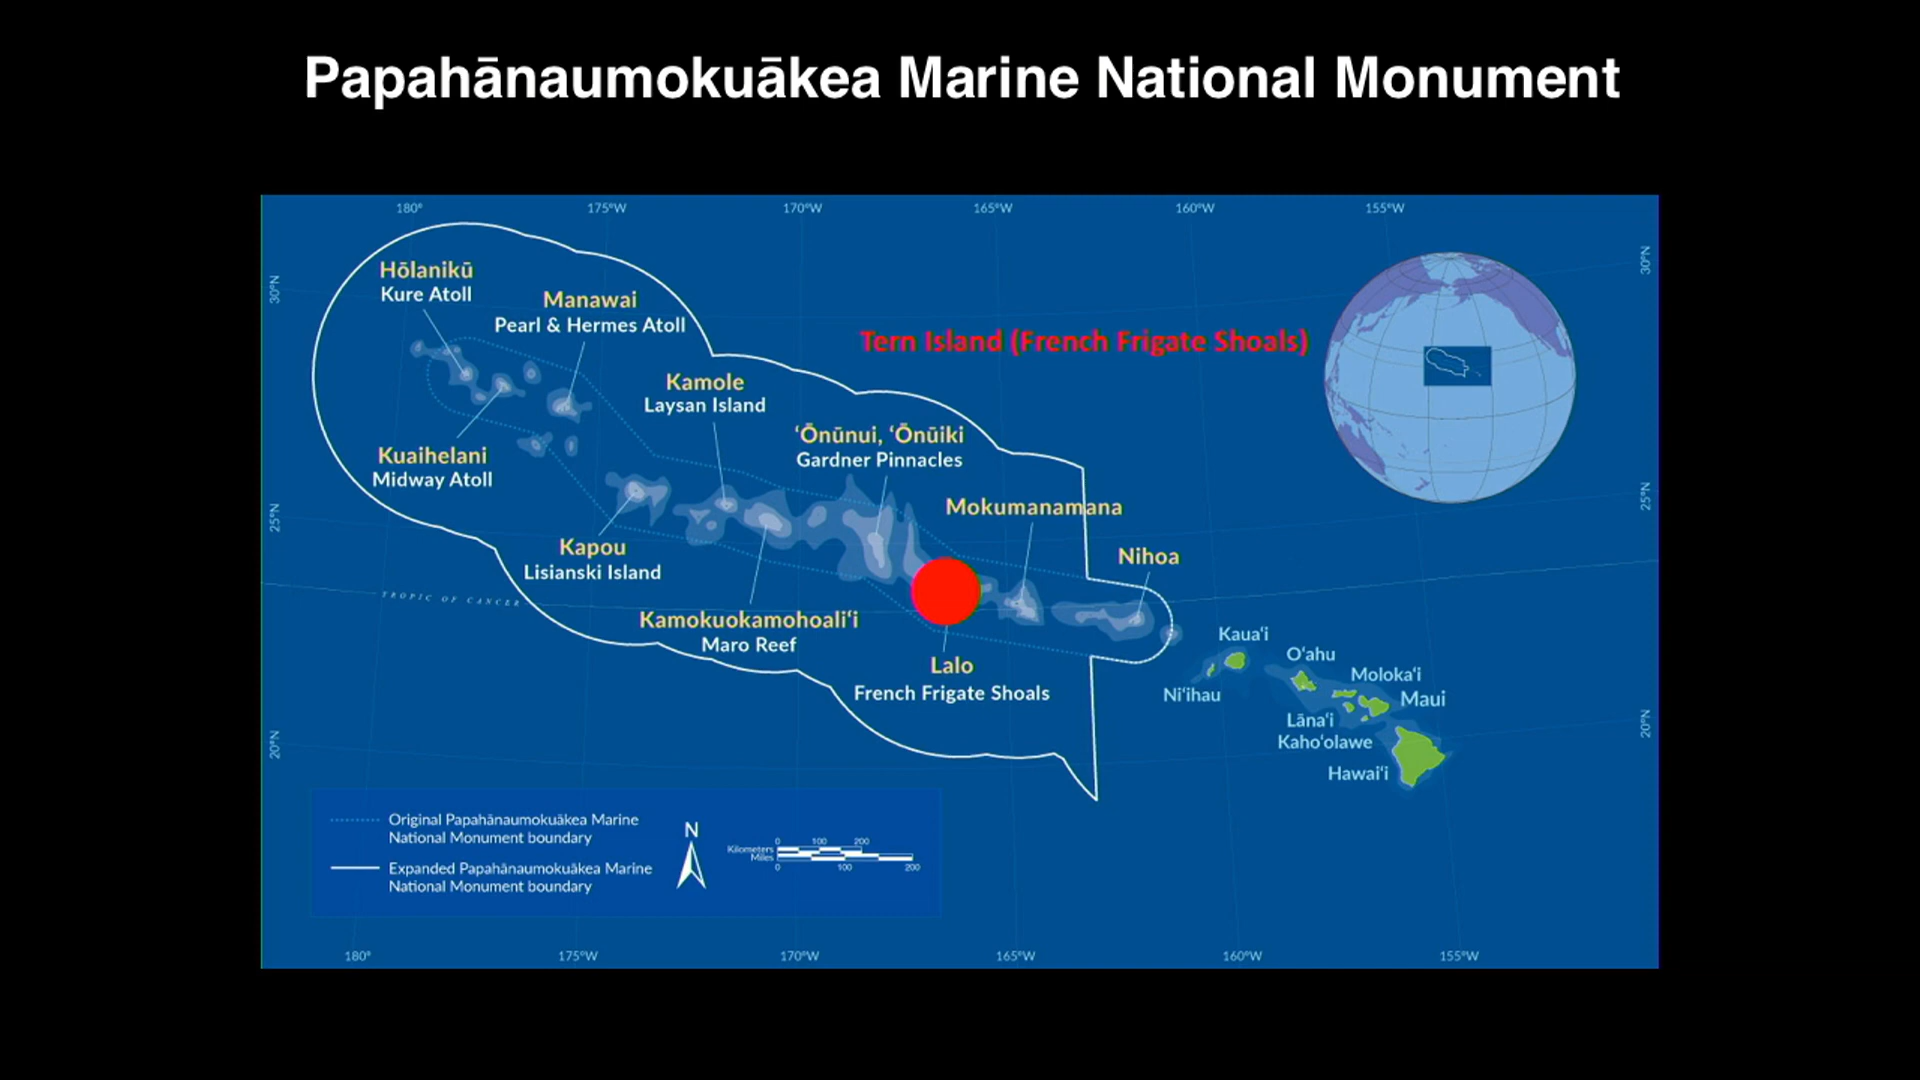 Papahānaumokuākea Marine National Monument
180°
175°W
170°W
165°W
160°W
155°W
30°N
30°N
Hōlanikū
Kure Atoll
Manawai
Pearl & Hermes Atoll
Tern Island (French Frigate Shoals)
Kamole
Laysan Island
ʻŌnūnui, ʻŌnūiki
Gardner Pinnacles
Kuaihelani
Midway Atoll
Mokumanamana
25°N
25°N
Kapou
Lisianski Island
Nihoa
TROPIC OF CANCER
Kamokuokamohoaliʻi
Maro Reef
Lalo
French Frigate Shoals
Kauaʻi
Niʻihau
Oʻahu
Molokaʻi
Maui
Lānaʻi
Kahoʻolawe
Hawaiʻi
20°N
20°N
Original Papahānaumokuākea Marine
National Monument boundary
Expanded Papahānaumokuākea Marine
National Monument boundary
N
0 100 200
Kilometers
Miles
0 100 200
180°
175°W
170°W
165°W
160°W
155°W